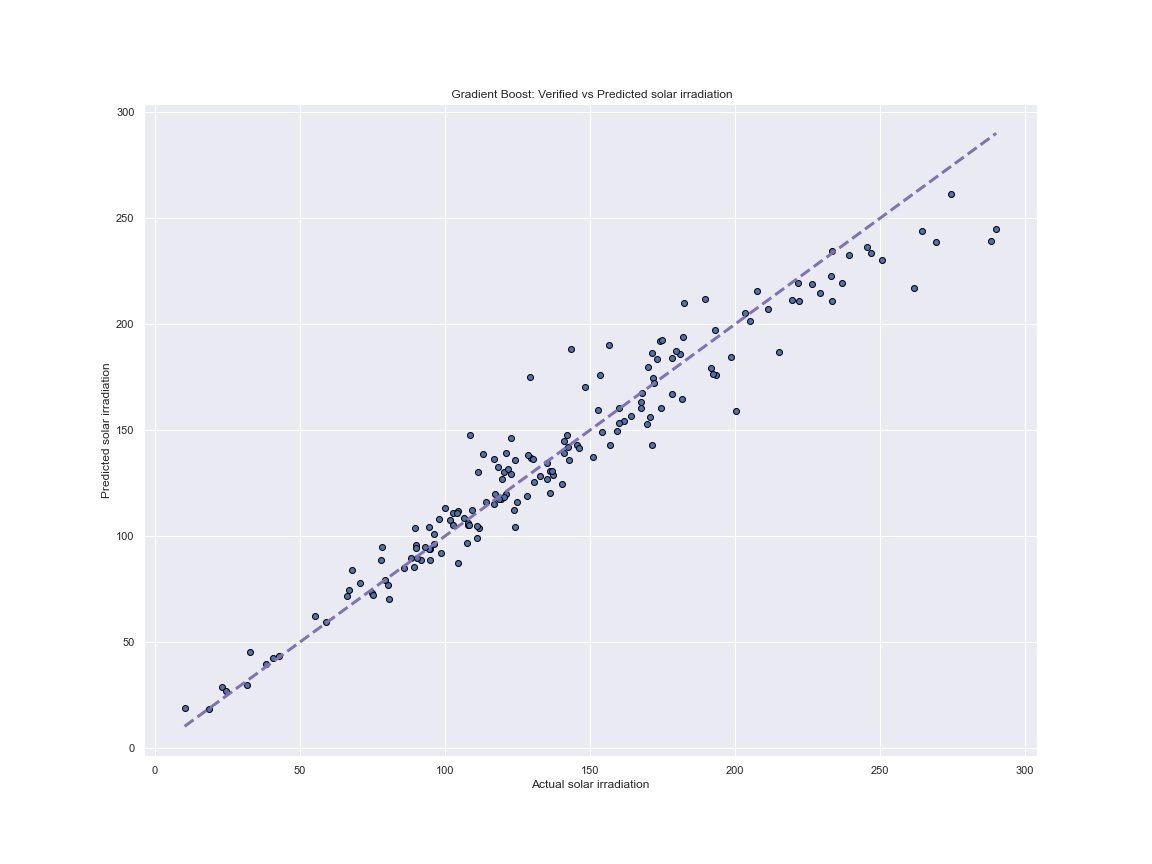 Gradient Boost: Verified vs Predicted solar irradiation
300
250
200
150
100
50
0
Predicted solar irradiation
0 50 100 150 200 250 300
Actual solar irradiation